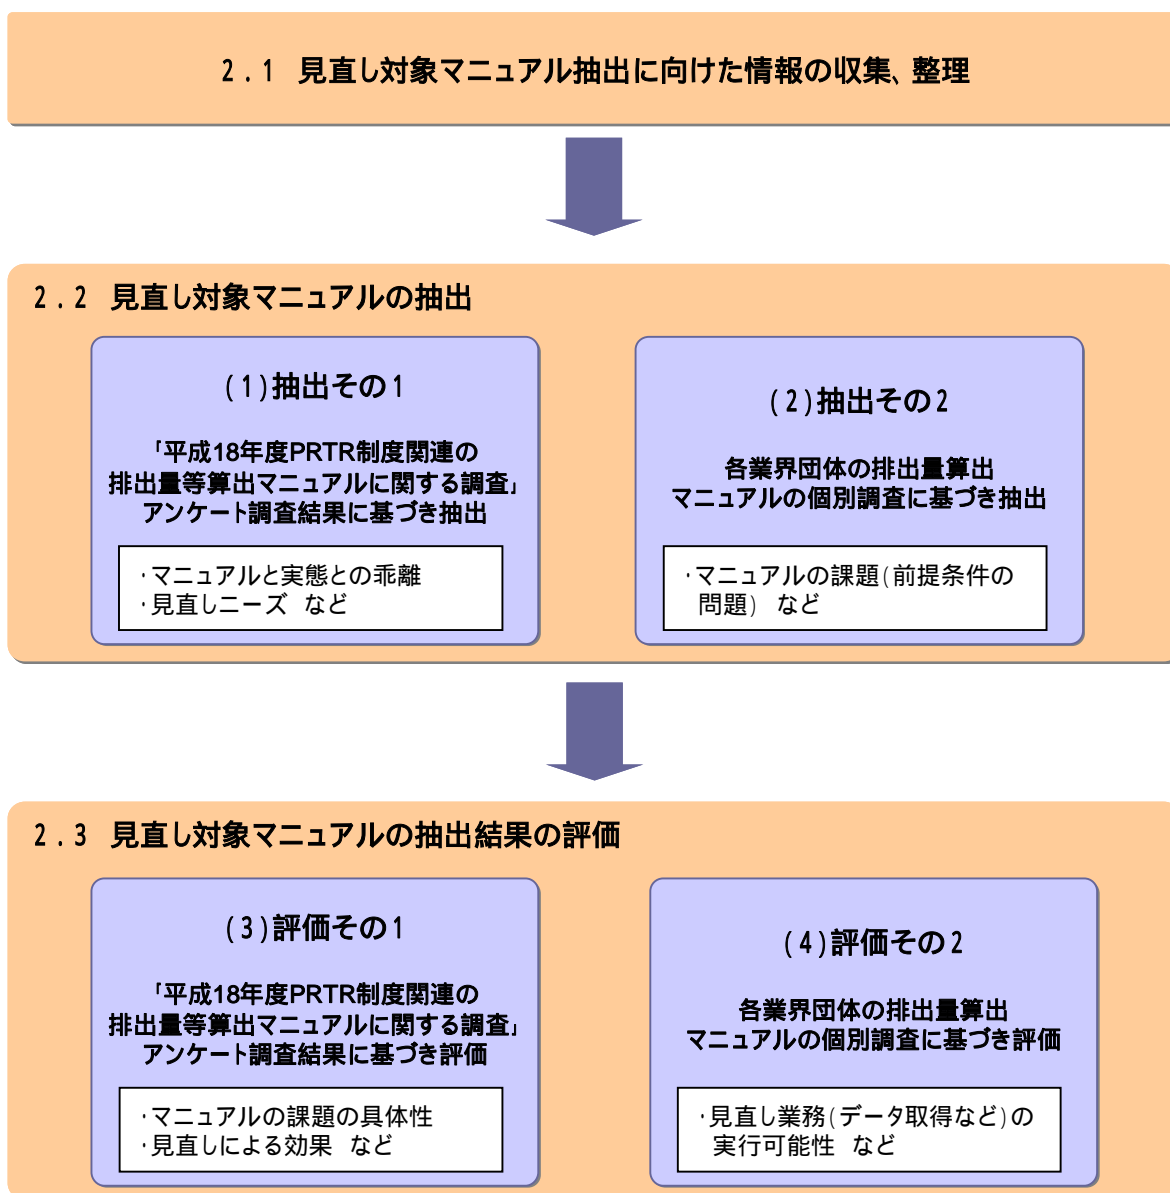 2.1 見直し対象マニュアル抽出に向けた情報の収集、整理
2.2 見直し対象マニュアルの抽出
(1)抽出その1
「平成18年度PRTR制度関連の
排出量等算出マニュアルに関する調査」
アンケート調査結果に基づき抽出
・マニュアルと実態との乖離
・見直しニーズ など
(2)抽出その2
各業界団体の排出量算出
マニュアルの個別調査に基づき抽出
・マニュアルの課題(前提条件の
問題) など
2.3 見直し対象マニュアルの抽出結果の評価
(3)評価その1
「平成18年度PRTR制度関連の
排出量等算出マニュアルに関する調査」
アンケート調査結果に基づき評価
・マニュアルの課題の具体性
・見直しによる効果 など
(4)評価その2
各業界団体の排出量算出
マニュアルの個別調査に基づき評価
・見直し業務(データ取得など)の
実行可能性 など